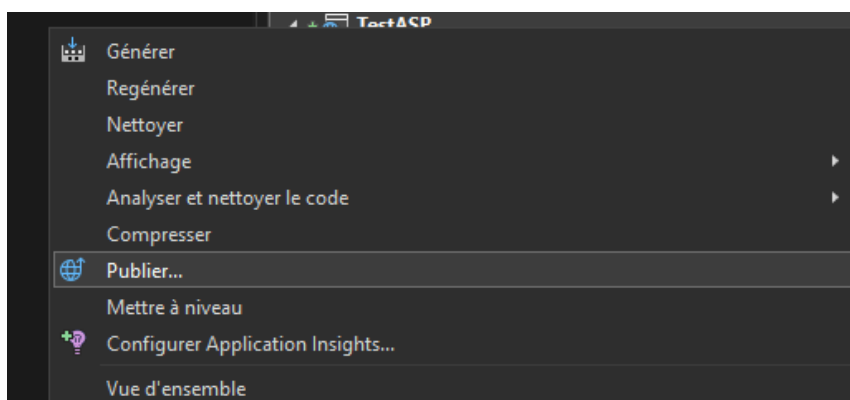 TestASP
Générer
Regénérer
Nettoyer
Affichage
Analyser et nettoyer le code
Compresser
Publier...
Mettre à niveau
Configurer Application Insights...
Vue d'ensemble